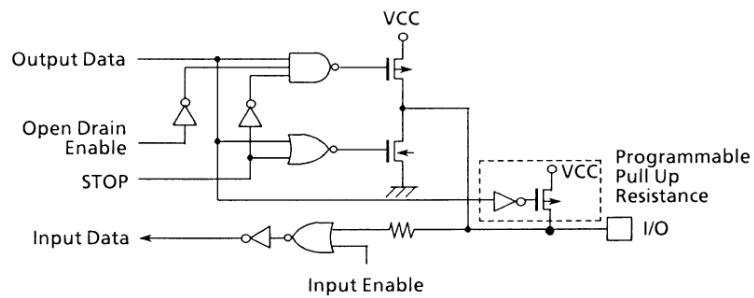 VCC
Output Data
Open Drain
Enable
STOP
Programmable
Pull Up
Resistance
VCC
I/O
Input Data
Input Enable